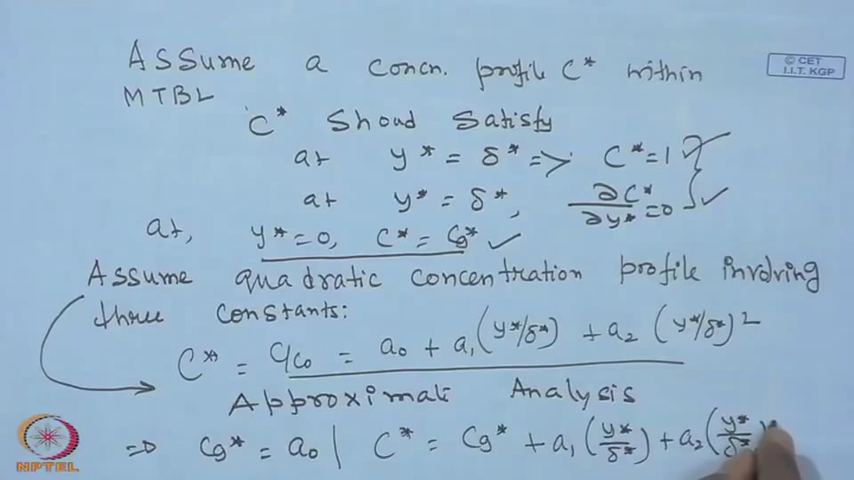 Assume a concn. profile C* within
© CET
I.I.T. KGP
MTBL
C* Shoud Satisfy
at y* = δ* => C* = 1
at y* = δ*, ∂C*/∂y* = 0
at, y* = 0, C* = Cg*
Assume quadratic concentration profile involving
three constants:
C* = C/C0 = a0 + a1 (y*/δ*) + a2 (y*/δ*)2
Approximate Analysis
=> Cg* = a0 | C* = Cg* + a1 (y*/δ*) + a2 (y*/δ*)
NPTEL